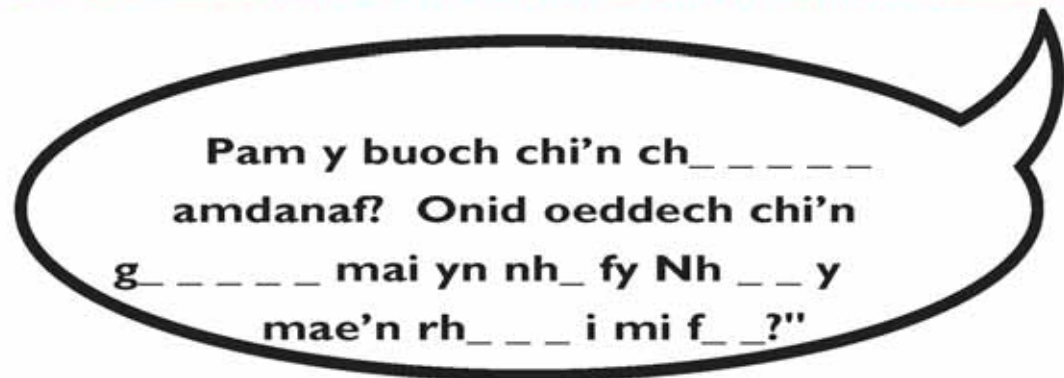 Pam y buoch chi'n ch_ _ _ _ _
amdanaf? Onid oeddech chi'n
g_ _ _ _ _ _ mai yn nh_ fy Nh _ _ y
mae'n rh_ _ _ i mi f_ _?"